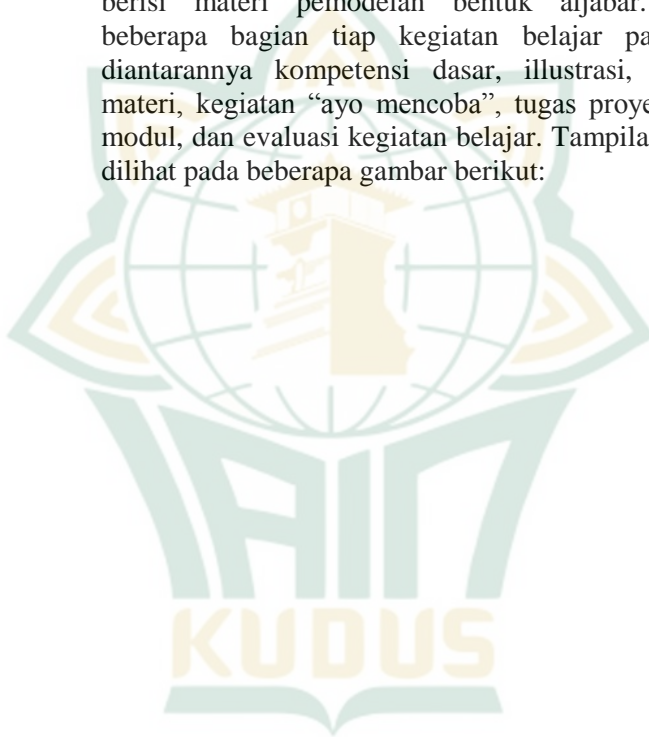 berisi materi pemodelan bentuk aljabar.
beberapa bagian tiap kegiatan belajar pa
diantarannya kompetensi dasar, illustrasi,
materi, kegiatan “ayo mencoba”, tugas proye
modul, dan evaluasi kegiatan belajar. Tampila
dilihat pada beberapa gambar berikut:
IAIN
KUDUS